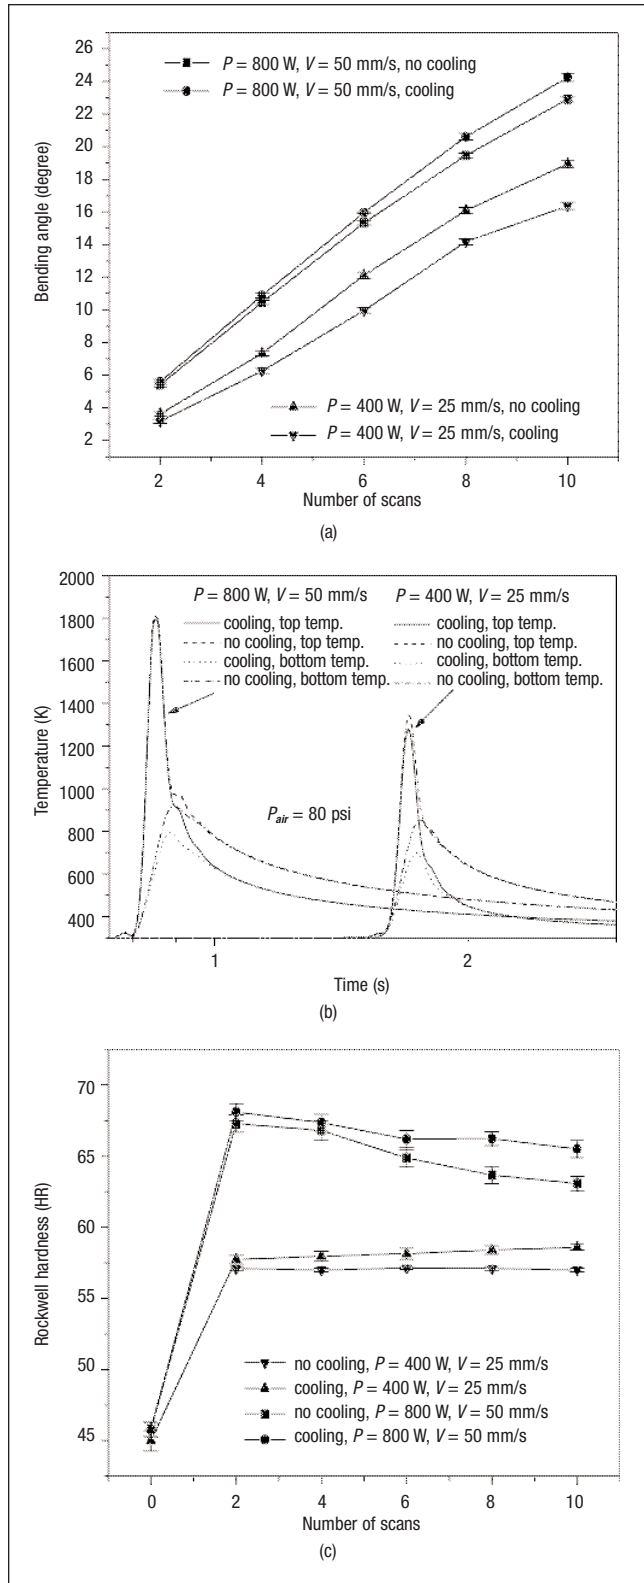 26
24
22
20
18
16
14
12
10
8
6
4
2
Bending angle (degree)
P = 800 W, V = 50 mm/s, no cooling
P = 800 W, V = 50 mm/s, cooling
P = 400 W, V = 25 mm/s, no cooling
P = 400 W, V = 25 mm/s, cooling
2 4 6 8 10
Number of scans
(a)
2000
1800
1600
1400
1200
1000
800
600
400
Temperature (K)
P = 800 W, V = 50 mm/s
cooling, top temp.
no cooling, top temp.
cooling, bottom temp.
no cooling, bottom temp.
P = 400 W, V = 25 mm/s
cooling, top temp.
no cooling, top temp.
cooling, bottom temp.
no cooling, bottom temp.
Pair = 80 psi
1 2
Time (s)
(b)
70
65
60
55
50
45
Rockwell hardness (HR)
no cooling, P = 400 W, V = 25 mm/s
cooling, P = 400 W, V = 25 mm/s
no cooling, P = 800 W, V = 50 mm/s
cooling, P = 800 W, V = 50 mm/s
0 2 4 6 8 10
Number of scans
(c)